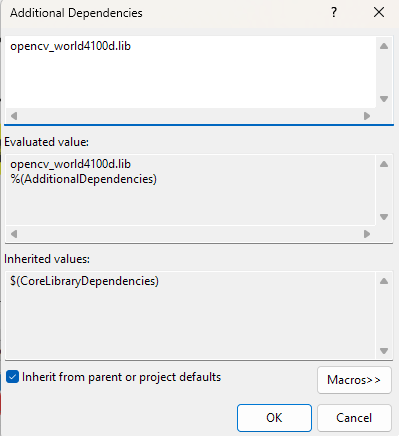 Additional Dependencies
opencv_world4100d.lib
Evaluated value:
opencv_world4100d.lib
%(AdditionalDependencies)
Inherited values:
$(CoreLibraryDependencies)
Inherit from parent or project defaults
Macros>>
OK
Cancel